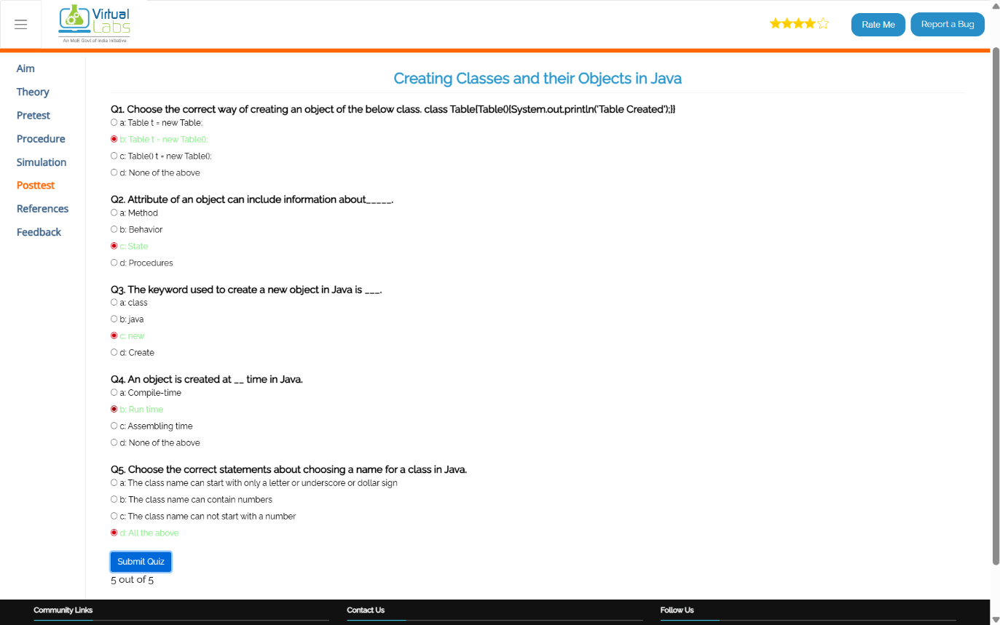 Virtual
Labs
An MoE Govt of India Initiative
Rate Me
Report a Bug
Aim
Theory
Pretest
Procedure
Simulation
Posttest
References
Feedback
Creating Classes and their Objects in Java
Q1. Choose the correct way of creating an object of the below class. class Table{Table(){System.out.println('Table Created');}}
a: Table t = new Table;
b: Table t = new Table();
c: Table() t = new Table();
d: None of the above
Q2. Attribute of an object can include information about_____.
a: Method
b: Behavior
c: State
d: Procedures
Q3. The keyword used to create a new object in Java is ___.
a: class
b: java
c: new
d: Create
Q4. An object is created at __ time in Java.
a: Compile-time
b: Run time
c: Assembling time
d: None of the above
Q5. Choose the correct statements about choosing a name for a class in Java.
a: The class name can start with only a letter or underscore or dollar sign
b: The class name can contain numbers
c: The class name can not start with a number
d: All the above
Submit Quiz
5 out of 5
Community Links
Contact Us
Follow Us